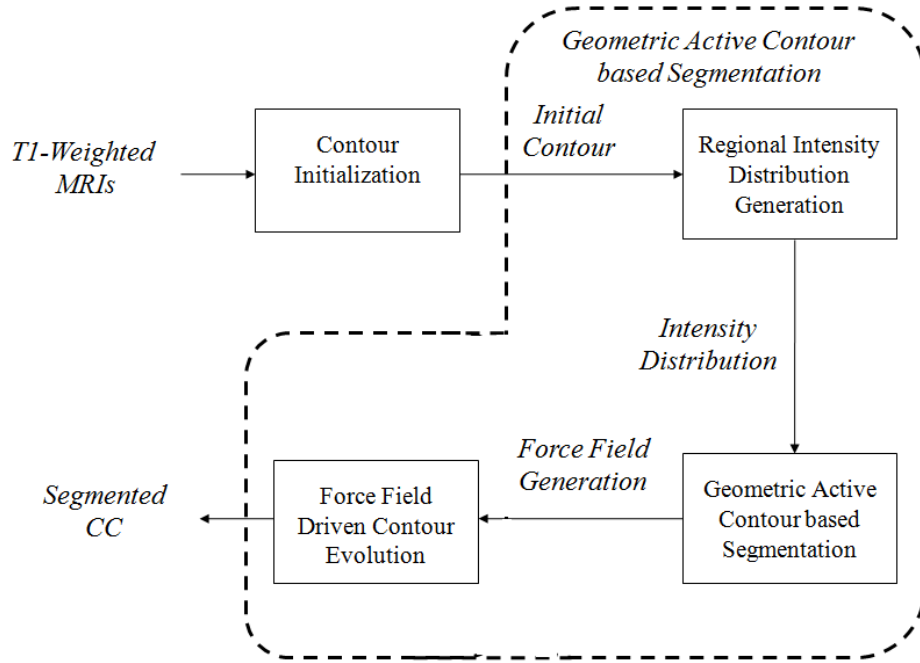 Geometric Active Contour
based Segmentation
T1-Weighted
MRIs
Contour
Initialization
Initial
Contour
Regional Intensity
Distribution
Generation
Intensity
Distribution
Geometric Active
Contour based
Segmentation
Force Field
Generation
Force Field
Driven Contour
Evolution
Segmented
CC